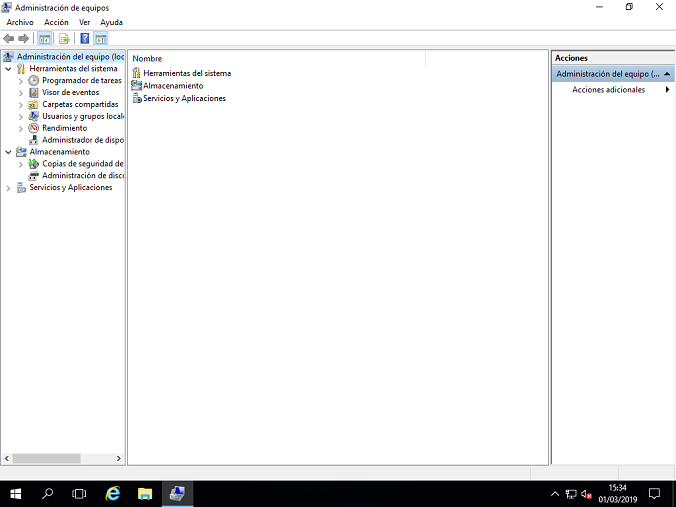 Administración de equipos
Archivo Acción Ver Ayuda
Administración del equipo (loc
Herramientas del sistema
Programador de tareas
Visor de eventos
Carpetas compartidas
Usuarios y grupos locale
Rendimiento
Administrador de dispo
Almacenamiento
Copias de seguridad de
Administración de disco
Servicios y Aplicaciones
Nombre
Herramientas del sistema
Almacenamiento
Servicios y Aplicaciones
Acciones
Administración del equipo (...
Acciones adicionales
15:34
01/03/2019